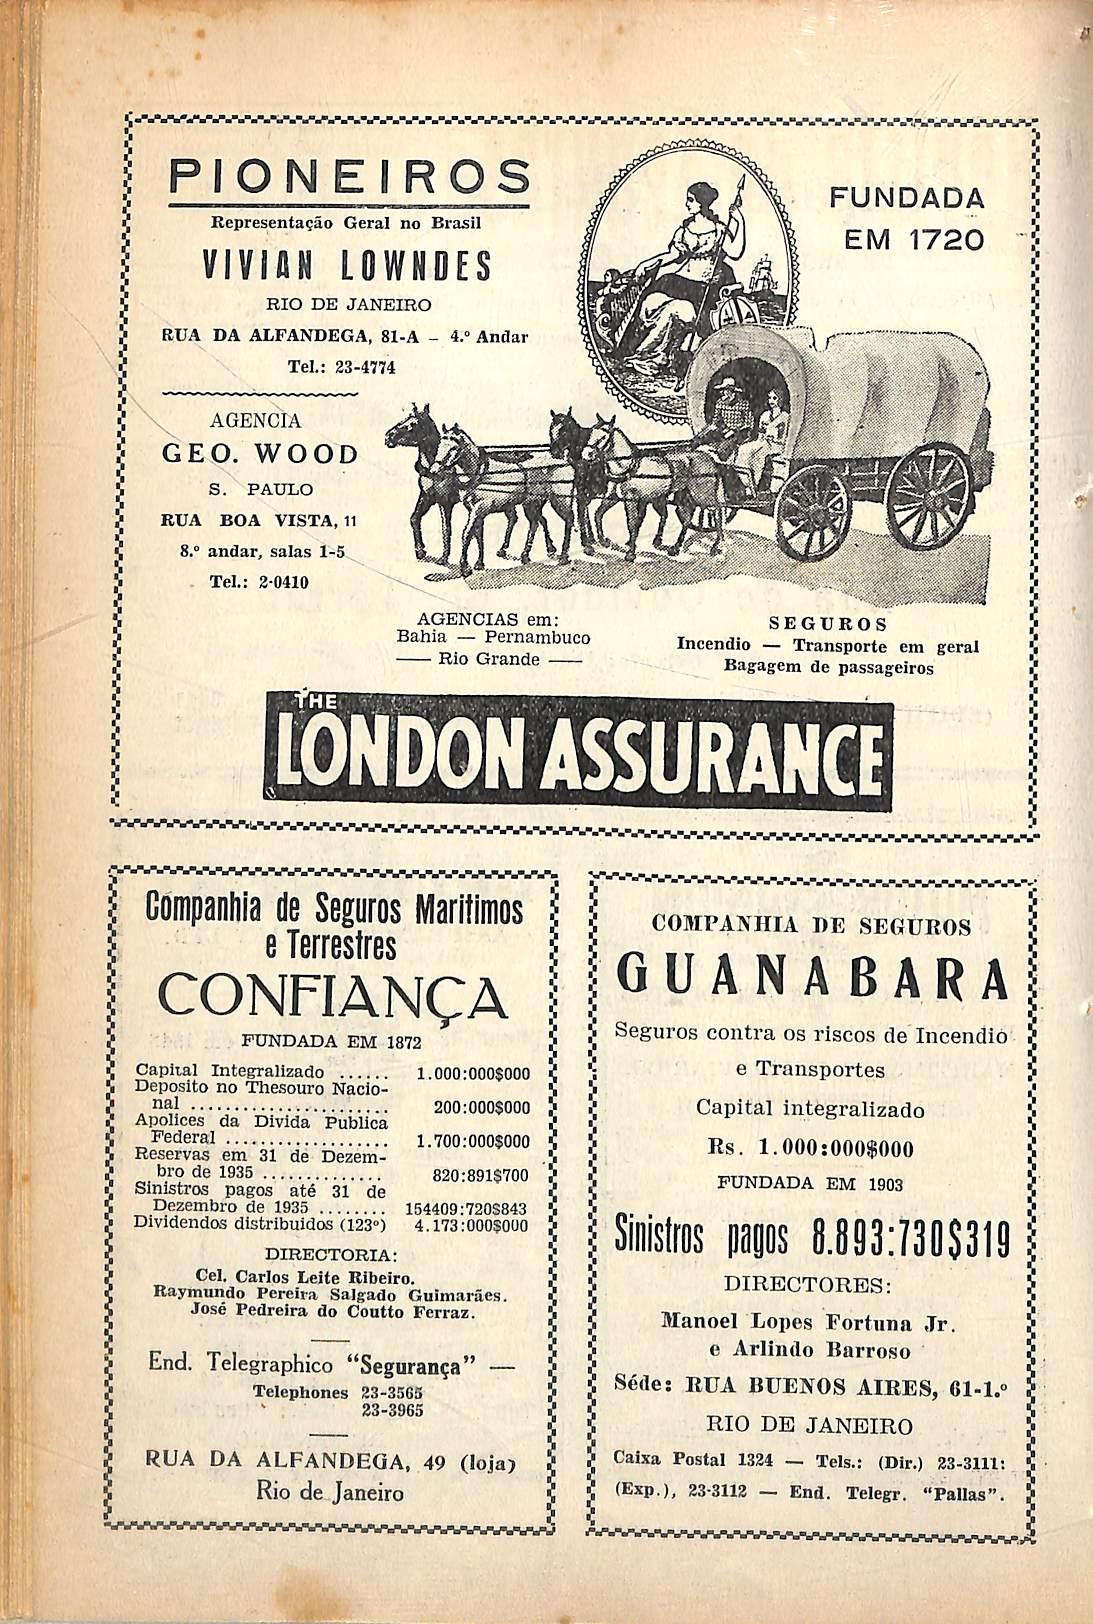 PIONEIROS
Representação Geral no Brasil
VIVIAN LOWNDES
RIO DE JANEIRO
RUA DA ALFANDEGA, 81-A – 4.º Andar
Tel.: 23-4774
FUNDADA
EM 1720
AGENCIA
GEO. WOOD
S. PAULO
RUA BOA VISTA, 11
8.º andar, salas 1-5
Tel.: 2-0410
AGENCIAS em:
Bahia — Pernambuco
—— Rio Grande ——
SEGUROS
Incendio — Transporte em geral
Bagagem de passageiros
THE
LONDON ASSURANCE
Companhia de Seguros Maritimos
e Terrestres
CONFIANÇA
FUNDADA EM 1872
Capital Integralizado ...... 1.000:000$000
Deposito no Thesouro Nacio-
nal ....................... 200:000$000
Apolices da Divida Publica
Federal ................... 1.700:000$000
Reservas em 31 de Dezem-
bro de 1935 .............. 820:891$700
Sinistros pagos até 31 de
Dezembro de 1935 ........ 154409:720$843
Dividendos distribuidos (123º) 4.173:000$000
DIRECTORIA:
Cel. Carlos Leite Ribeiro.
Raymundo Pereira Salgado Guimarães.
José Pedreira do Coutto Ferraz.
End. Telegraphico "Segurança" —
Telephones 23-3565
23-3965
RUA DA ALFANDEGA, 49 (loja)
Rio de Janeiro
COMPANHIA DE SEGUROS
GUANABARA
Seguros contra os riscos de Incendio
e Transportes
Capital integralizado
Rs. 1.000:000$000
FUNDADA EM 1903
Sinistros pagos 8.893:730$319
DIRECTORES:
Manoel Lopes Fortuna Jr.
e Arlindo Barroso
Séde: RUA BUENOS AIRES, 61-1.º
RIO DE JANEIRO
Caixa Postal 1324 — Tels.: (Dir.) 23-3111:
(Exp.), 23-3112 — End. Telegr. "Pallas".